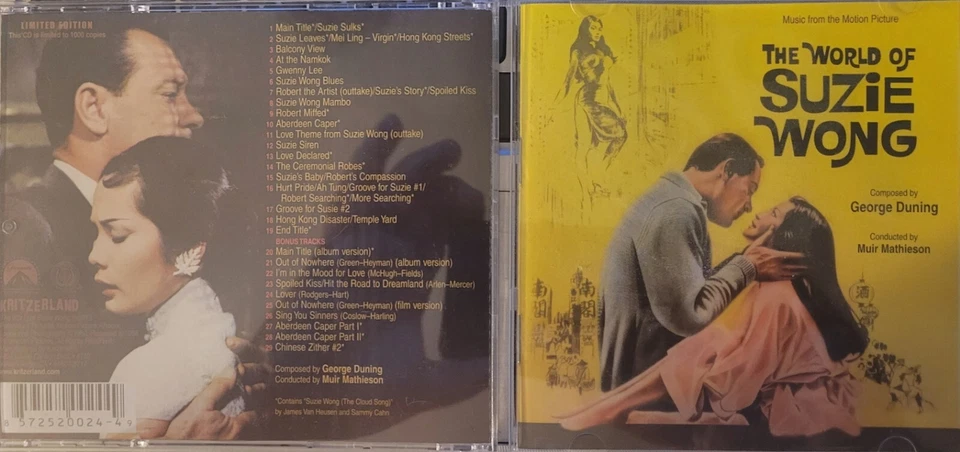 LIMITED EDITION
This CD is limited to 1500 copies
1 Main Title*/Suzie Sulks*
2 Suzie Leaves*/Mei Ling – Virgin*/Hong Kong Streets*
3 Balcony View
4 At the Namkok
5 Gwenny Lee
6 Suzie Wong Blues
7 Robert the Artist (outtake)/Suzie's Story*/Spoiled Kiss
8 Suzie Wong Mambo
9 Robert Miffed*
10 Aberdeen Caper*
11 Love Theme from Suzie Wong (outtake)
12 Suzie Siren
13 Love Declared*
14 The Ceremonial Robes*
15 Suzie's Baby/Robert's Compassion
16 Hurt Pride/Ah Tung/Groove for Suzie #1/
Robert Searching*/More Searching*
17 Groove for Susie #2
18 Hong Kong Disaster/Temple Yard
19 End Title*
BONUS TRACKS
20 Main Title (album version)*
21 Out of Nowhere (Green–Heyman) (album version)
22 I'm in the Mood for Love (McHugh–Fields)
23 Spoiled Kiss/Hit the Road to Dreamland (Arlen–Mercer)
24 Lover (Rodgers–Hart)
25 Out of Nowhere (Green–Heyman) (film version)
26 Sing You Sinners (Coslow–Harling)
27 Aberdeen Caper Part I*
28 Aberdeen Caper Part II*
29 Chinese Zither #2*
Composed by George Duning
Conducted by Muir Mathieson
*Contains "Suzie Wong (The Cloud Song)"
by James Van Heusen and Sammy Cahn
KRITZERLAND
8 572520024-4 9
Music from the Motion Picture
THE WORLD OF
SUZIE
WONG
Composed by
George Duning
Conducted by
Muir Mathieson
南
閣
南
酒